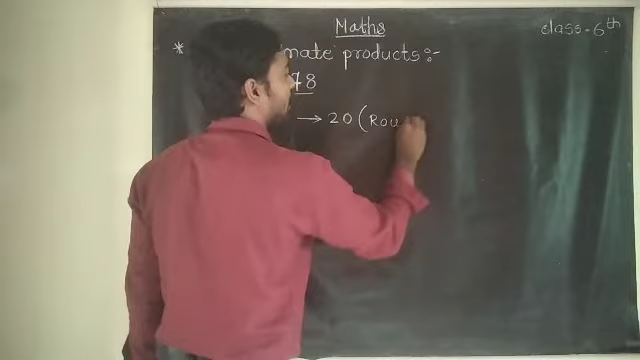 Maths
class-6th
* mate products:-
78
→ 20 (Rou